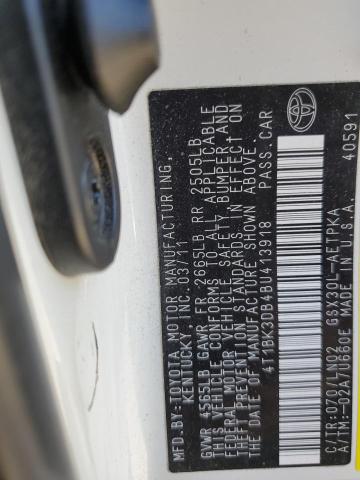 MFD.BY:TOYOTA MOTOR MANUFACTURING,
KENTUCKY, INC. 03/11
GVWR 4565LB GAWR FR 2665LB RR 2505LB
THIS VEHICLE CONFORMS TO ALL APPLICABLE
FEDERAL MOTOR VEHICLE SAFETY, BUMPER AND
THEFT PREVENTION STANDARDS IN EFFECT ON
THE DATE OF MANUFACTURE SHOWN ABOVE.
4T1BK3DB4BU413918 PASS.CAR
C/TR:070/LN02 GSX30L-AETPKA
A/TM:-02A/U660E 40591